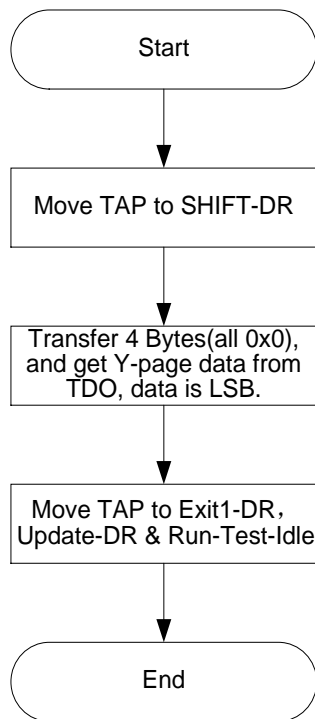 Start
Move TAP to SHIFT-DR
Transfer 4 Bytes(all 0x0),
and get Y-page data from
TDO, data is LSB.
Move TAP to Exit1-DR，
Update-DR & Run-Test-Idle
End